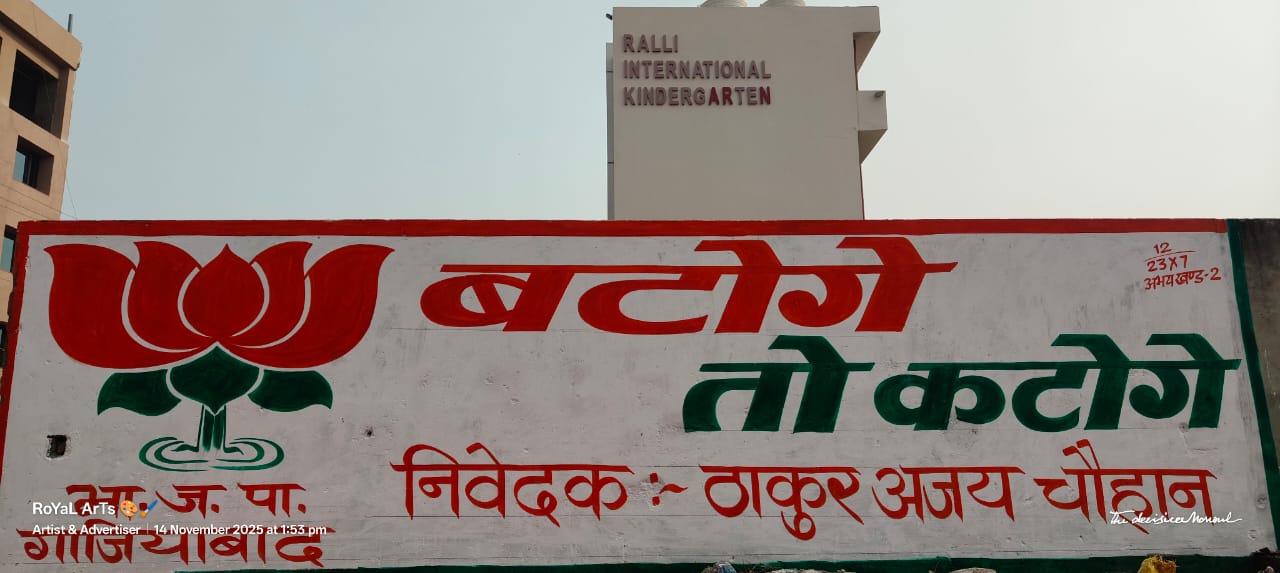 RALLI
INTERNATIONAL
KINDERGARTEN
बटोगे
12
23X7
अभय खण्ड-2
तो कटोगे
निवेदक :- ठाकुर अजय चौहान
भा. ज. पा.
गाजियाबाद
RoYaL ArTs 🎨🖌️
Artist & Advertiser | 14 November 2025 at 1:53 pm